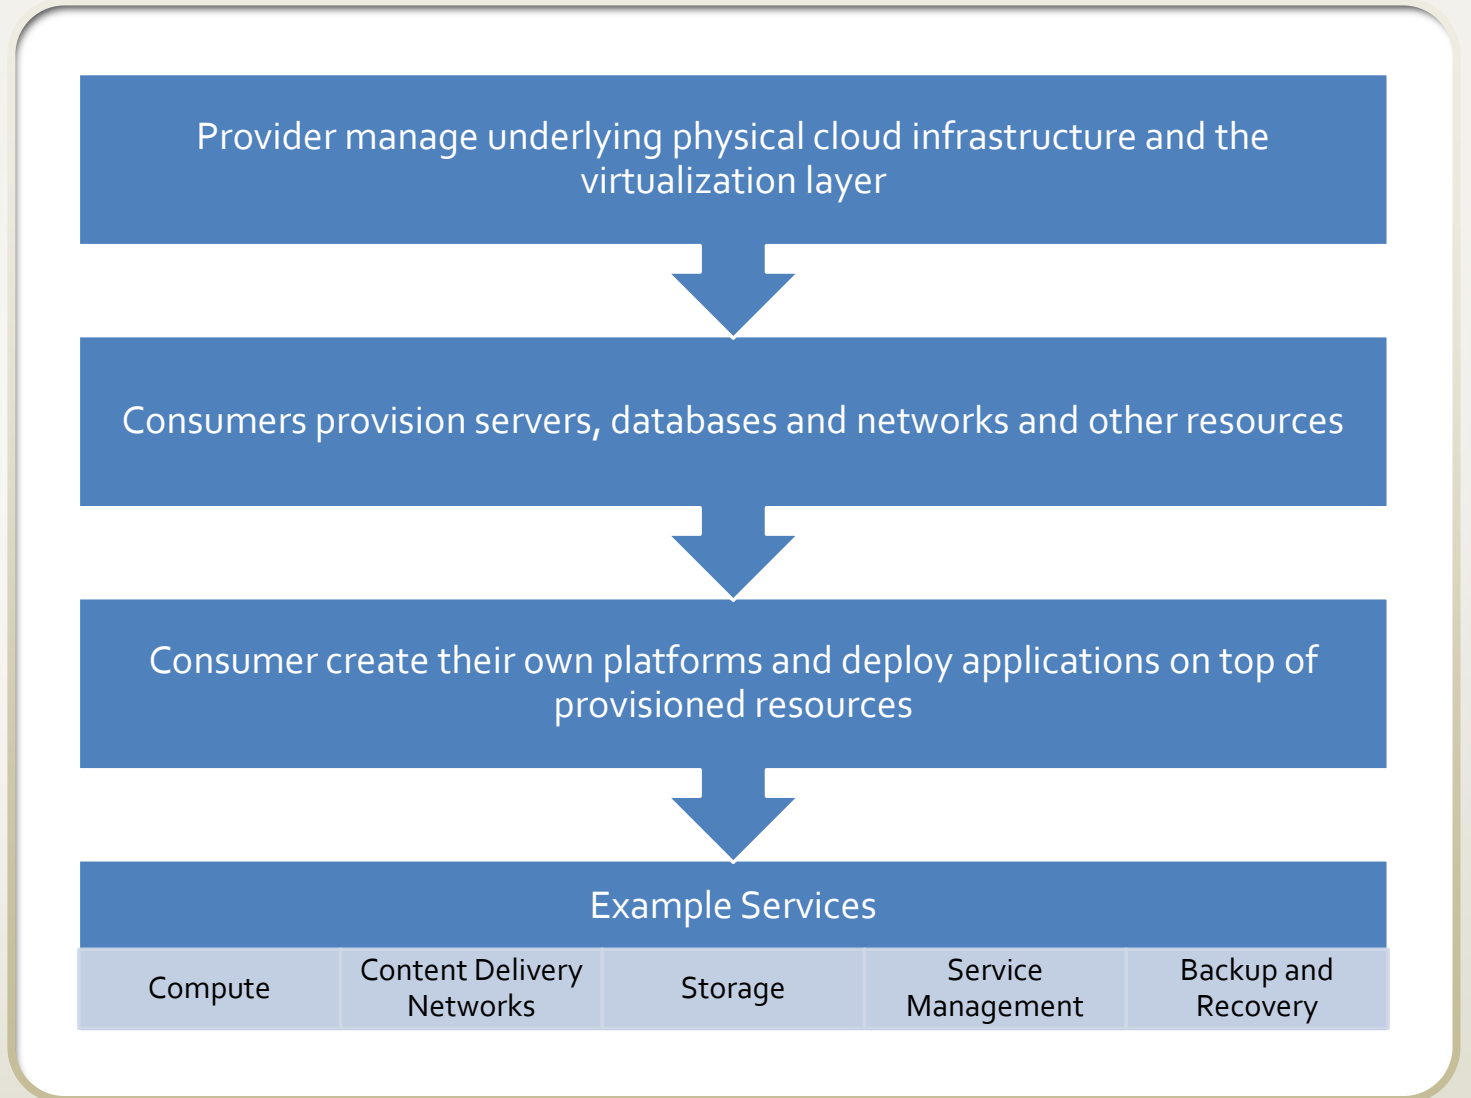 Provider manage underlying physical cloud infrastructure and the
virtualization layer
Consumers provision servers, databases and networks and other resources
Consumer create their own platforms and deploy applications on top of
provisioned resources
Example Services
Compute
Content Delivery
Networks
Storage
Service
Management
Backup and
Recovery